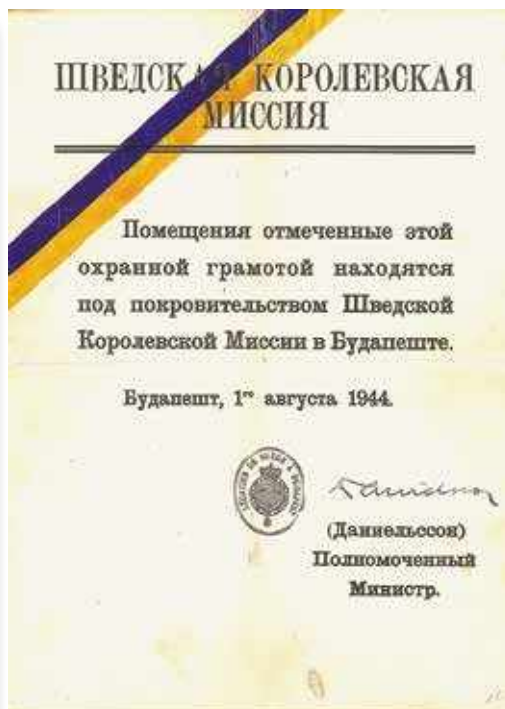 ШВЕДСКАЯ КОРОЛЕВСКАЯ
МИССИЯ
Помещения отмеченные этой
охранной грамотой находятся
под покровительством Шведской
Королевской Миссии в Будапеште.
Будапешт, 1го августа 1944.
(Даниельссон)
Полномоченный
Министр.